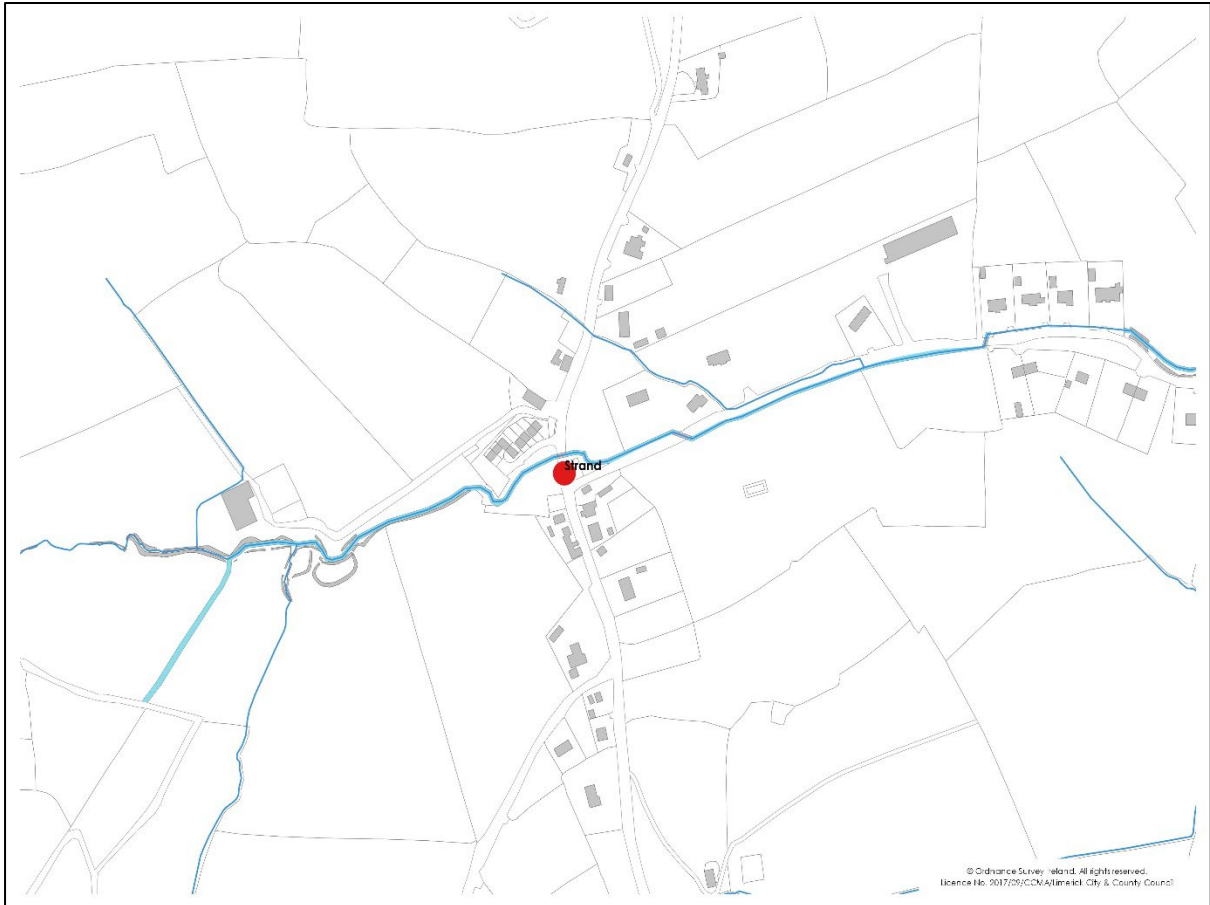 Strand
© Ordnance Survey Ireland. All rights reserved.
Licence No. 2017/09/CCMA/Limerick City & County Council